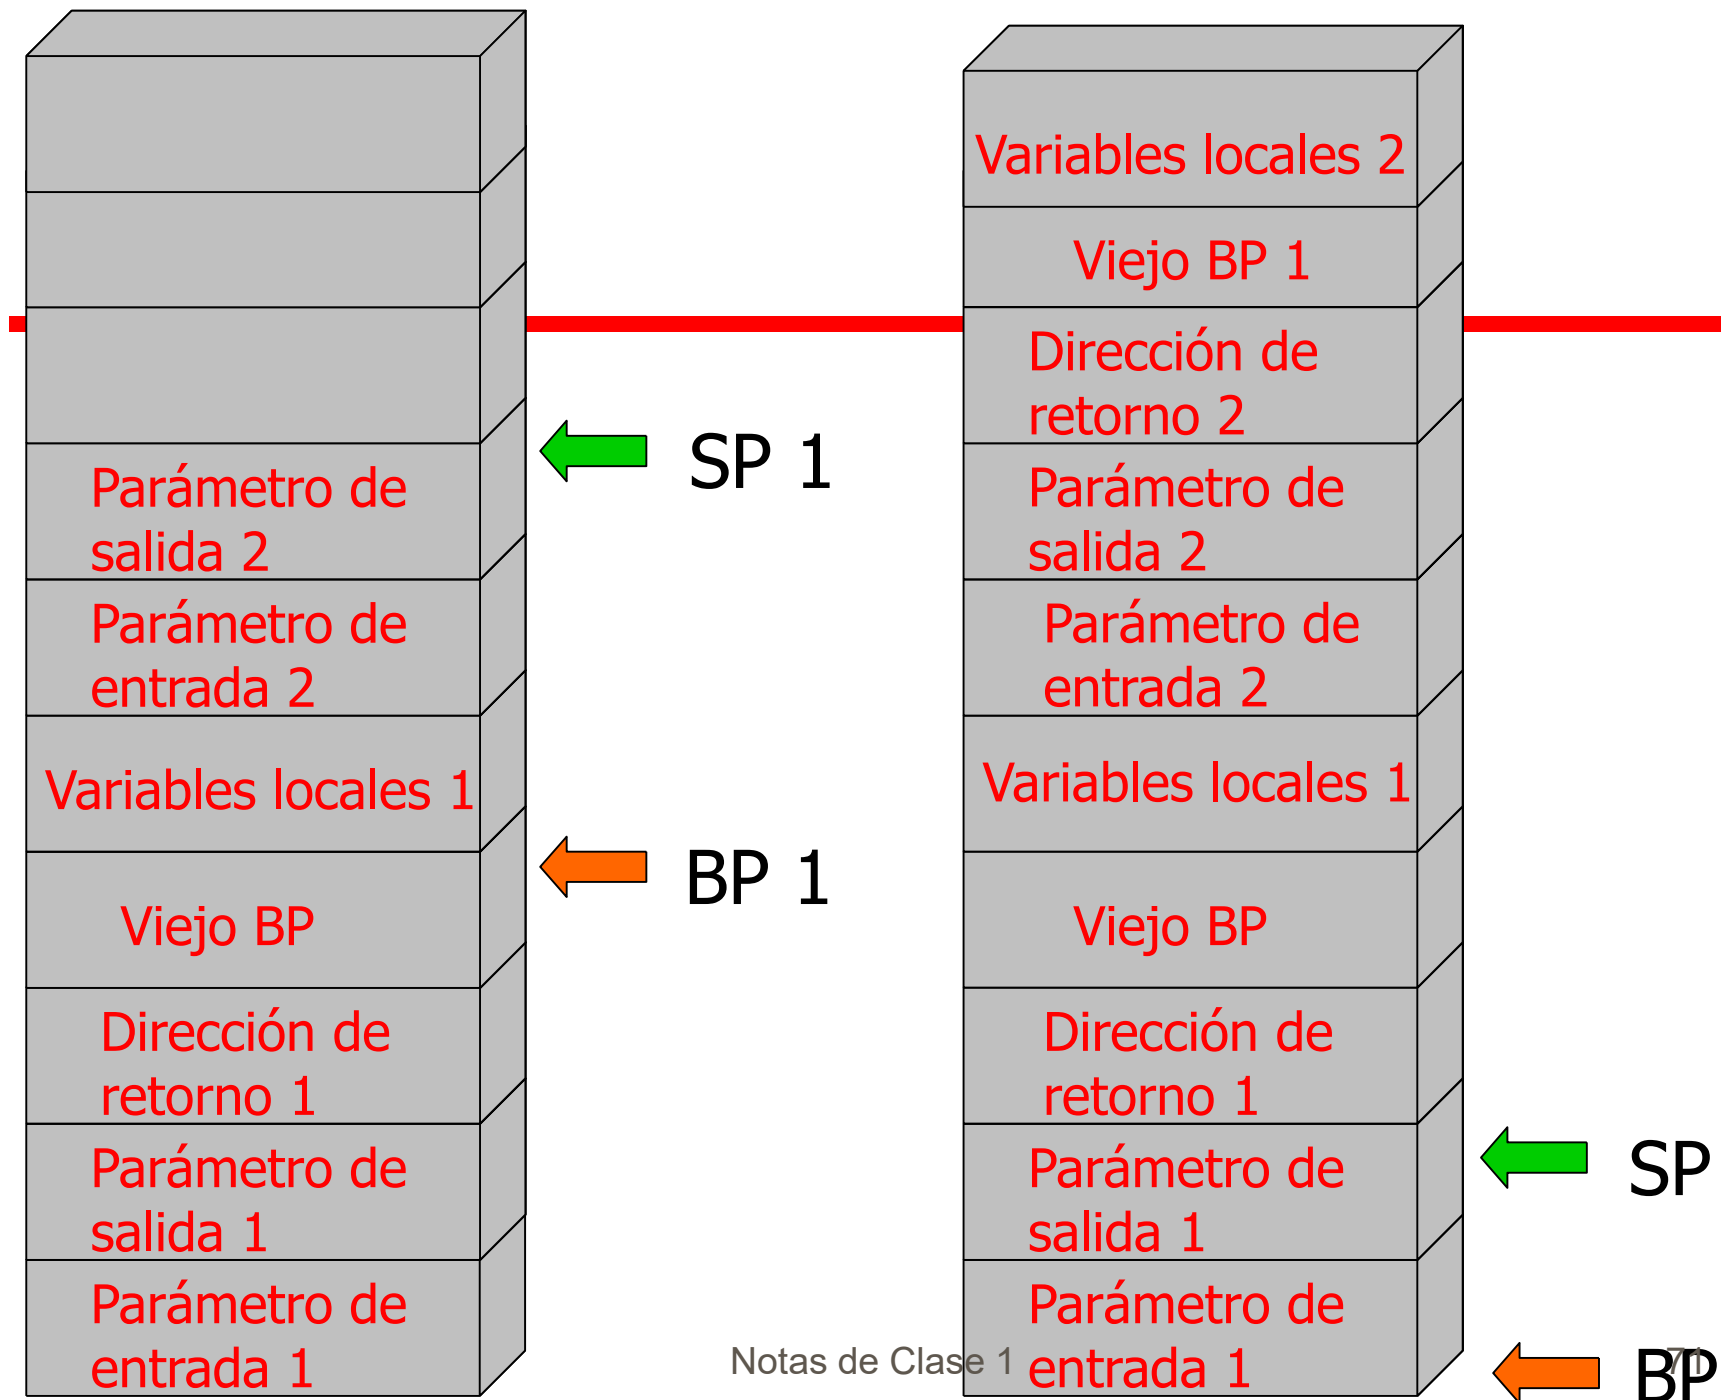 SP 1
Parámetro de
salida 2
Parámetro de
entrada 2
Variables locales 1
BP 1
Viejo BP
Dirección de
retorno 1
Parámetro de
salida 1
Parámetro de
entrada 1
Variables locales 2
Viejo BP 1
Dirección de
retorno 2
Parámetro de
salida 2
Parámetro de
entrada 2
Variables locales 1
Viejo BP
Dirección de
retorno 1
SP
Parámetro de
salida 1
Parámetro de
entrada 1
BP
Notas de Clase 1
71